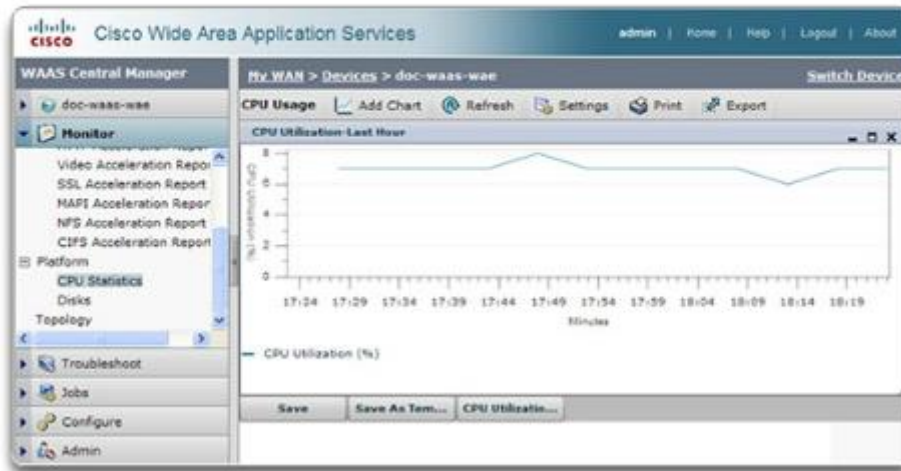 CISCO Cisco Wide Area Application Services
admin | Home | Help | Logout | About
WAAS Central Manager
My WAN > Devices > doc-waas-wae
Switch Device
doc-waas-wae
CPU Usage Add Chart Refresh Settings Print Export
Monitor
Video Acceleration Repor
SSL Acceleration Report
MAPI Acceleration Repor
NFS Acceleration Report
CIFS Acceleration Report
Platform
CPU Statistics
Disks
Topology
Troubleshoot
Jobs
Configure
Admin
CPU Utilization-Last Hour
8
6
4
2
0
CPU Utilization (%)
17:24 17:29 17:34 17:39 17:44 17:49 17:54 17:59 18:04 18:09 18:14 18:19
Minutes
CPU Utilization (%)
Save
Save As Tem...
CPU Utilizatio...